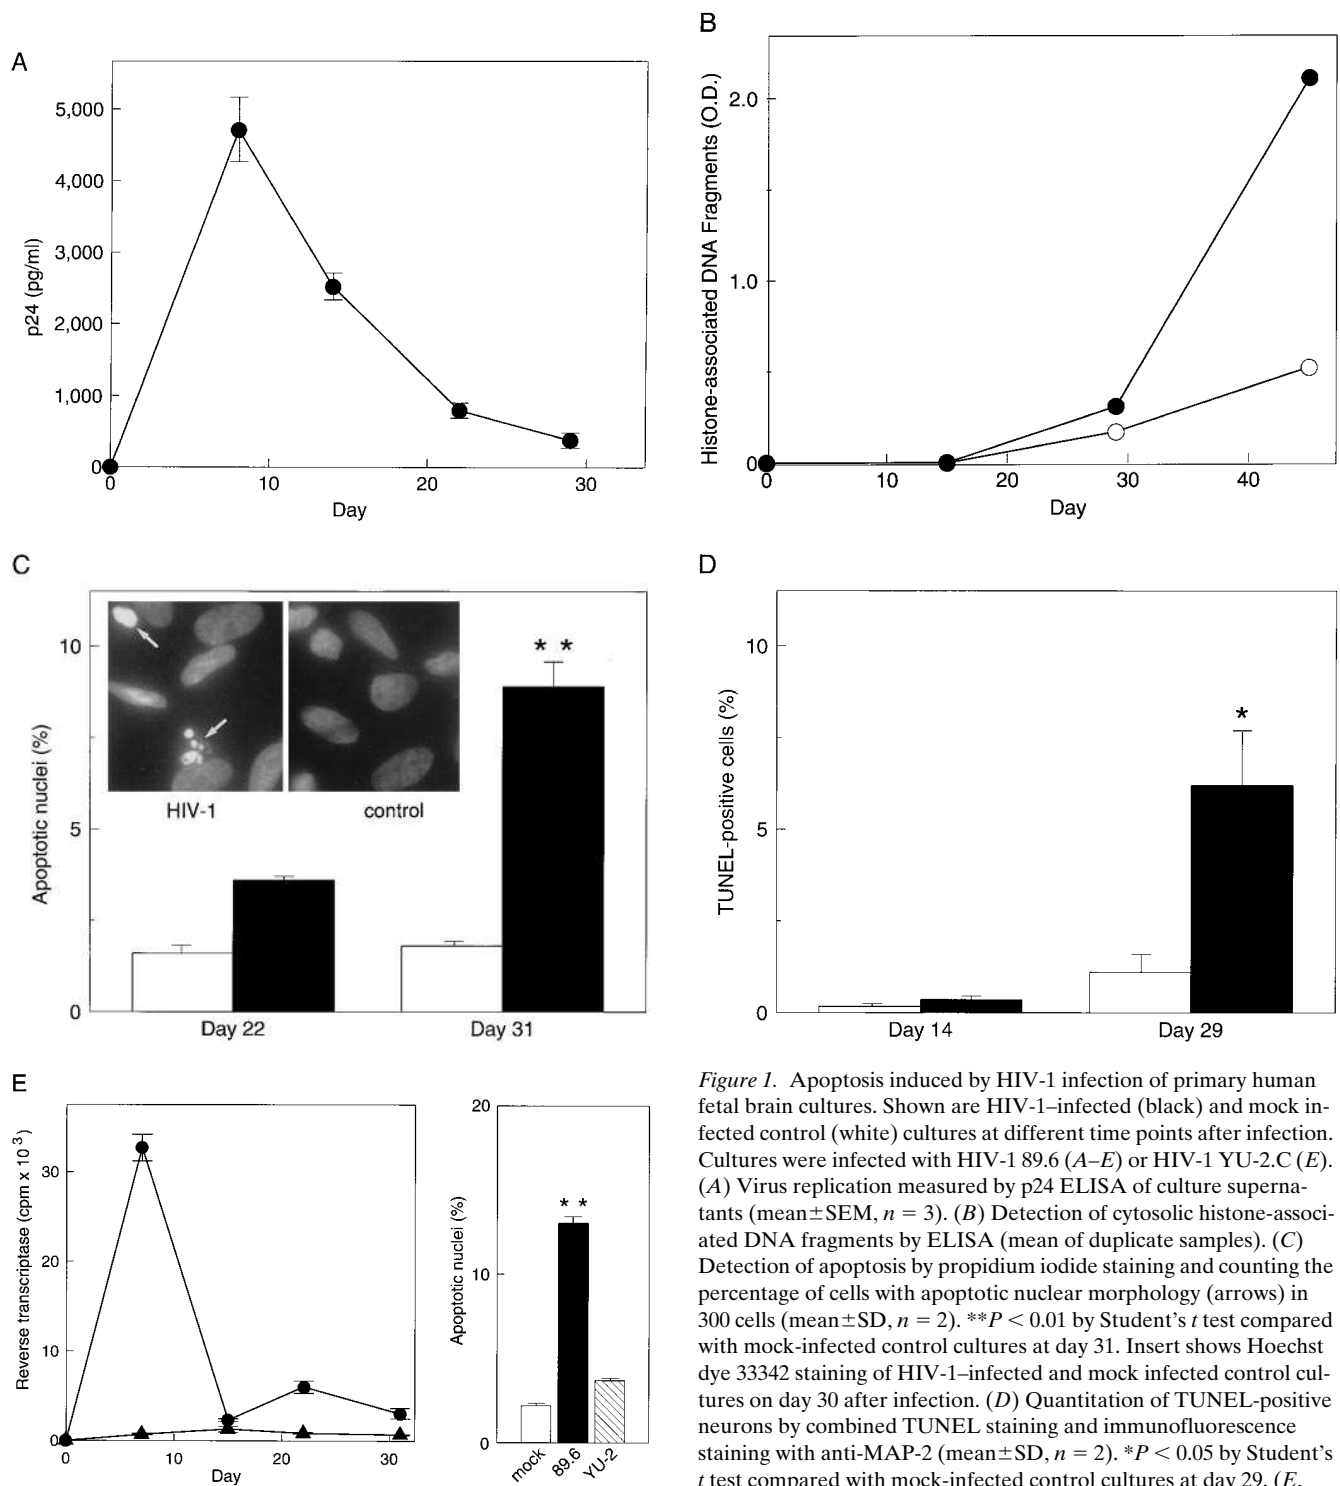 A
5,000
4,000
3,000
2,000
1,000
0
p24 (pg/ml)
0 10 20 30
Day
B
2.0
1.0
0
Histone-associated DNA Fragments (O.D.)
0 10 20 30 40
Day
C
10
5
0
Apoptotic nuclei (%)
* *
HIV-1 control
Day 22 Day 31
D
10
5
0
TUNEL-positive cells (%)
*
Day 14 Day 29
E
30
20
10
0
Reverse transcriptase (cpm x 10³)
0 10 20 30
Day
20
10
0
Apoptotic nuclei (%)
* *
mock 89.6 YU-2
Figure 1. Apoptosis induced by HIV-1 infection of primary human
fetal brain cultures. Shown are HIV-1–infected (black) and mock in-
fected control (white) cultures at different time points after infection.
Cultures were infected with HIV-1 89.6 (A–E) or HIV-1 YU-2.C (E).
(A) Virus replication measured by p24 ELISA of culture superna-
tants (mean±SEM, n = 3). (B) Detection of cytosolic histone-associ-
ated DNA fragments by ELISA (mean of duplicate samples). (C)
Detection of apoptosis by propidium iodide staining and counting the
percentage of cells with apoptotic nuclear morphology (arrows) in
300 cells (mean±SD, n = 2). **P < 0.01 by Student's t test compared
with mock-infected control cultures at day 31. Insert shows Hoechst
dye 33342 staining of HIV-1–infected and mock infected control cul-
tures on day 30 after infection. (D) Quantitation of TUNEL-positive
neurons by combined TUNEL staining and immunofluorescence
staining with anti-MAP-2 (mean±SD, n = 2). *P < 0.05 by Student's
t test compared with mock-infected control cultures at day 29. (E,